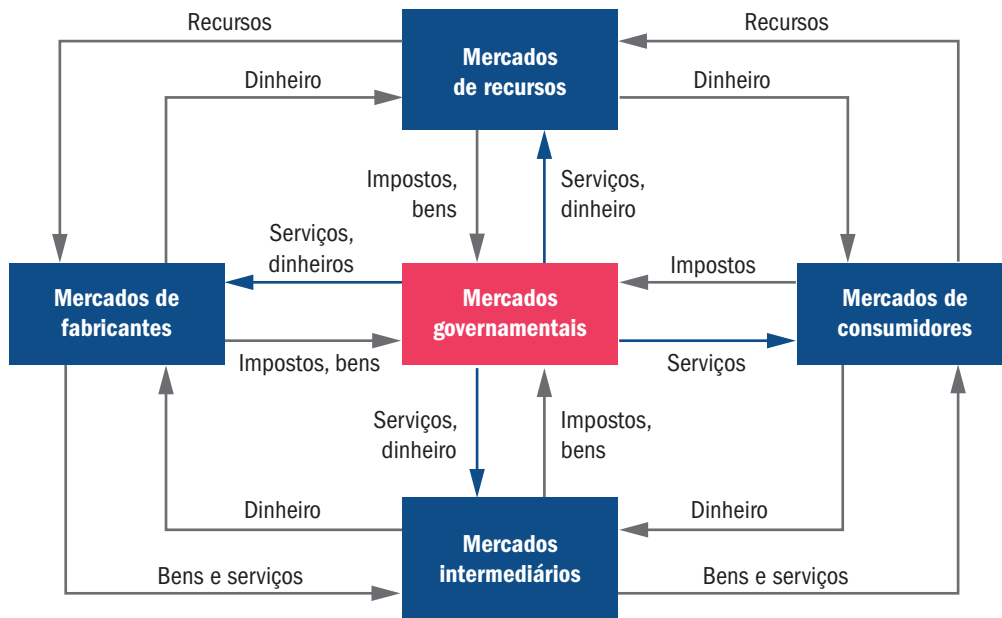 Recursos
Recursos
Mercados
de recursos
Dinheiro
Dinheiro
Impostos,
bens
Serviços,
dinheiro
Serviços,
dinheiros
Impostos
Mercados de
fabricantes
Mercados
governamentais
Mercados de
consumidores
Impostos, bens
Serviços
Serviços,
dinheiro
Impostos,
bens
Dinheiro
Dinheiro
Mercados
intermediários
Bens e serviços
Bens e serviços